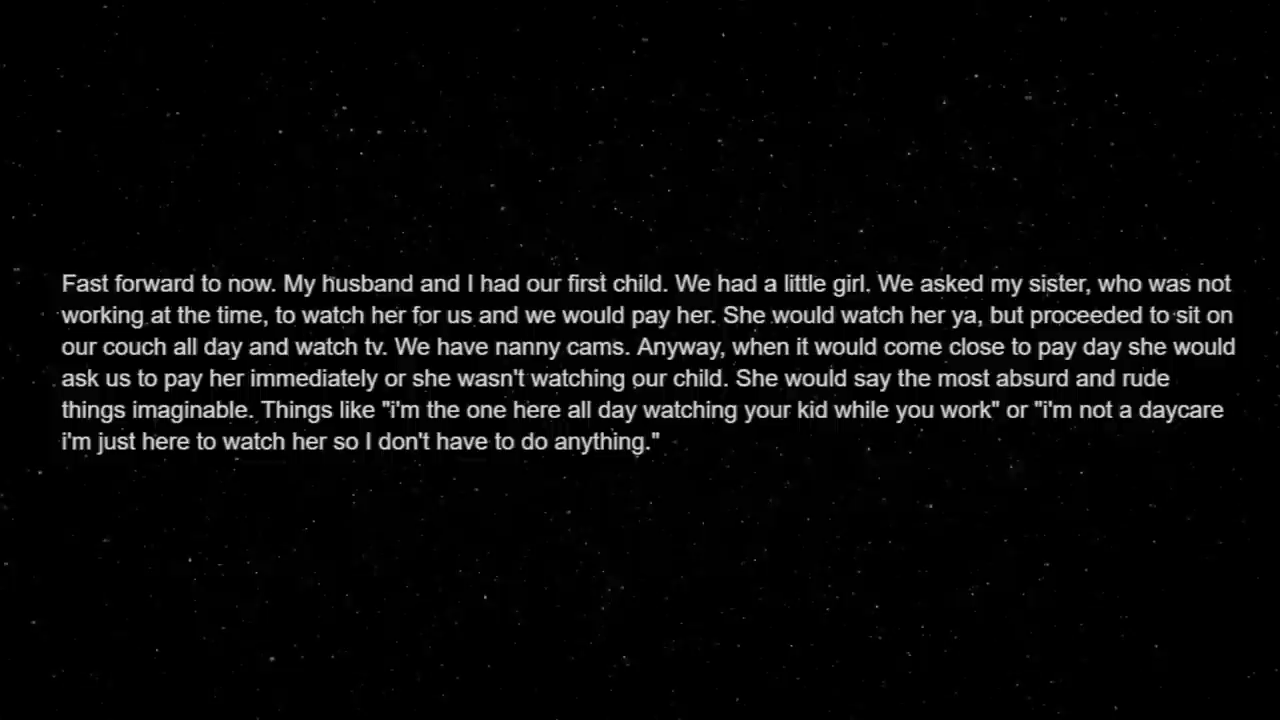 Fast forward to now. My husband and I had our first child. We had a little girl. We asked my sister, who was not
working at the time, to watch her for us and we would pay her. She would watch her ya, but proceeded to sit on
our couch all day and watch tv. We have nanny cams. Anyway, when it would come close to pay day she would
ask us to pay her immediately or she wasn't watching our child. She would say the most absurd and rude
things imaginable. Things like "i'm the one here all day watching your kid while you work" or "i'm not a daycare
i'm just here to watch her so I don't have to do anything."